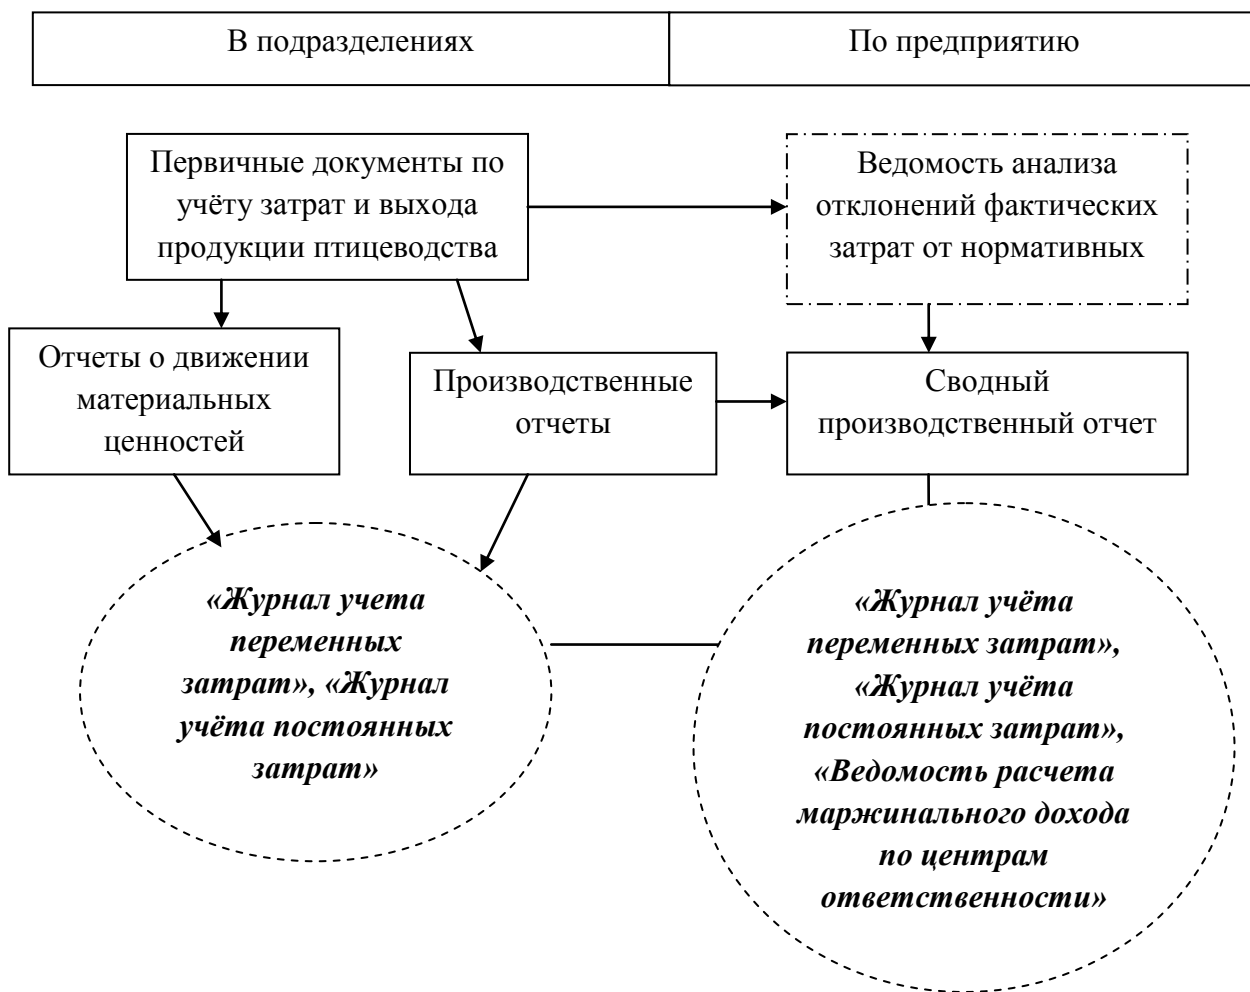 В подразделениях
По предприятию
Первичные документы по
учёту затрат и выхода
продукции птицеводства
Ведомость анализа
отклонений фактических
затрат от нормативных
Отчеты о движении
материальных
ценностей
Производственные
отчеты
Сводный
производственный отчет
«Журнал учета
переменных
затрат», «Журнал
учёта постоянных
затрат»
«Журнал учёта
переменных затрат»,
«Журнал учёта
постоянных затрат»,
«Ведомость расчета
маржинального дохода
по центрам
ответственности»